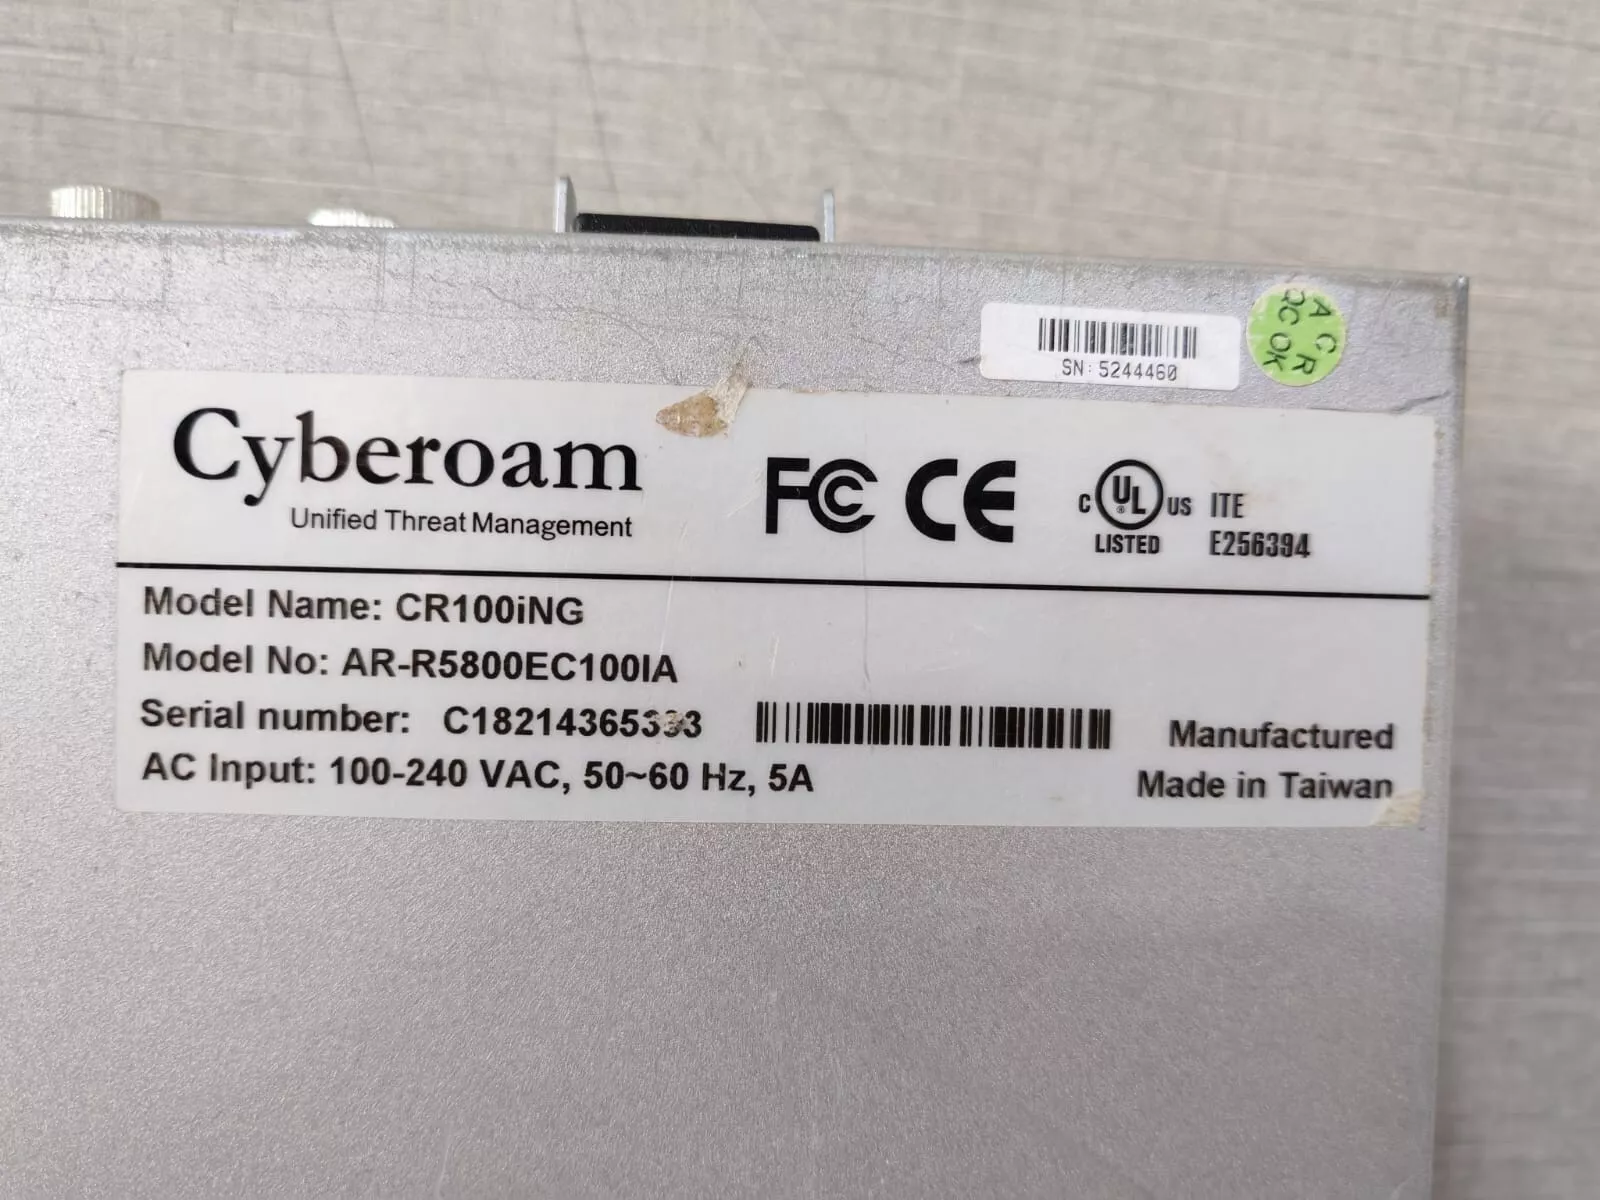 SN: 5244460
A C R
QC OK
Cyberoam
Unified Threat Management
FC CE
C UL US ITE
LISTED E256394
Model Name: CR100iNG
Model No: AR-R5800EC100IA
Serial number:
AC Input: 100-240 VAC, 50~60 Hz, 5A
Manufactured
Made in Taiwan